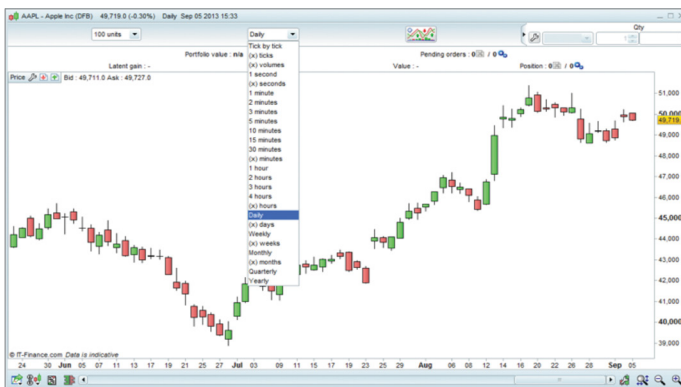 AAPL - Apple Inc (DFB) 49,719.0 (-0.30%) Daily Sep 05 2013 15:33
100 units
Daily
Qty
Tick by tick
(x) ticks
(x) volumes
1 second
(x) seconds
1 minute
2 minutes
3 minutes
5 minutes
10 minutes
15 minutes
30 minutes
(x) minutes
1 hour
2 hours
3 hours
4 hours
(x) hours
Daily
(x) days
Weekly
(x) weeks
Monthly
(x) months
Quarterly
Yearly
Portfolio value : n/a
Pending orders : 0 / 0
Latent gain : -
Value : -
Position : 0 / 0
Price Bid : 49,711.0 Ask : 49,727.0
51,000
50,000
49,719.
49,000
48,000
47,000
46,000
45,000
44,000
43,000
42,000
41,000
40,000
39,000
© IT-Finance.com Data is indicative
24 30 Jun 05 07 11 13 17 19 21 25 27 Jul 03 09 11 15 17 19 23 25 29 Aug 06 08 12 14 16 20 22 26 28 Sep 05